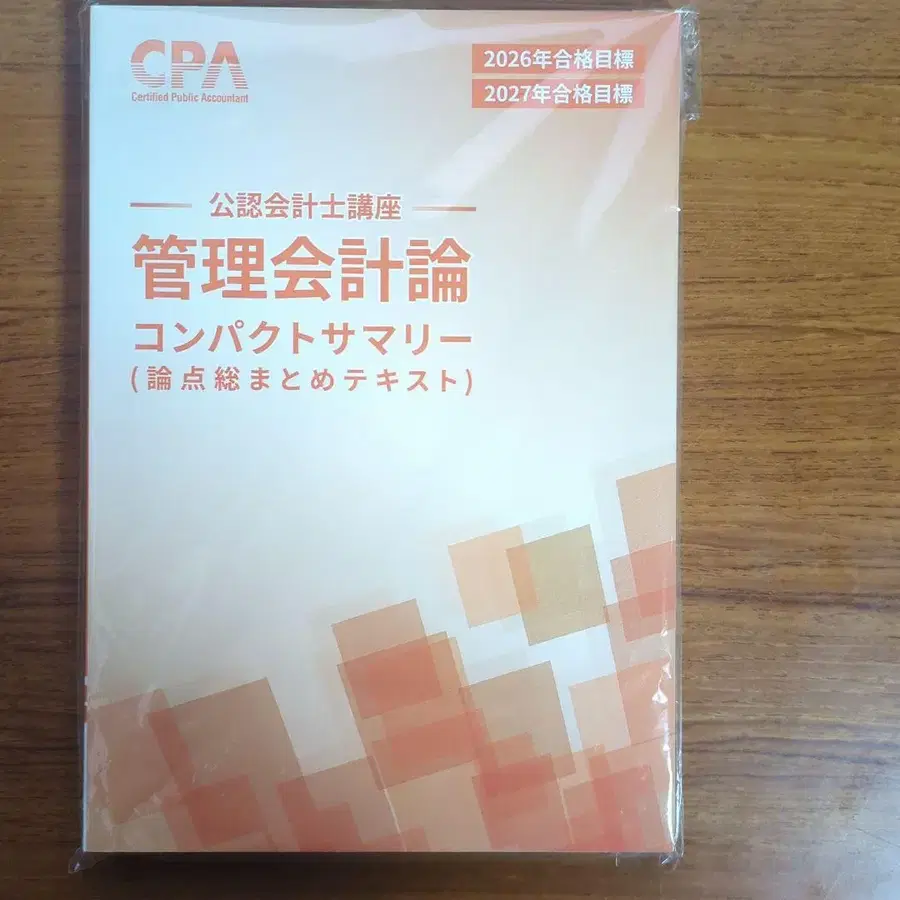 CPA
Certified Public Accountant
2026年合格目標
2027年合格目標
公認会計士講座
管理会計論
コンパクトサマリー
(論点総まとめテキスト)